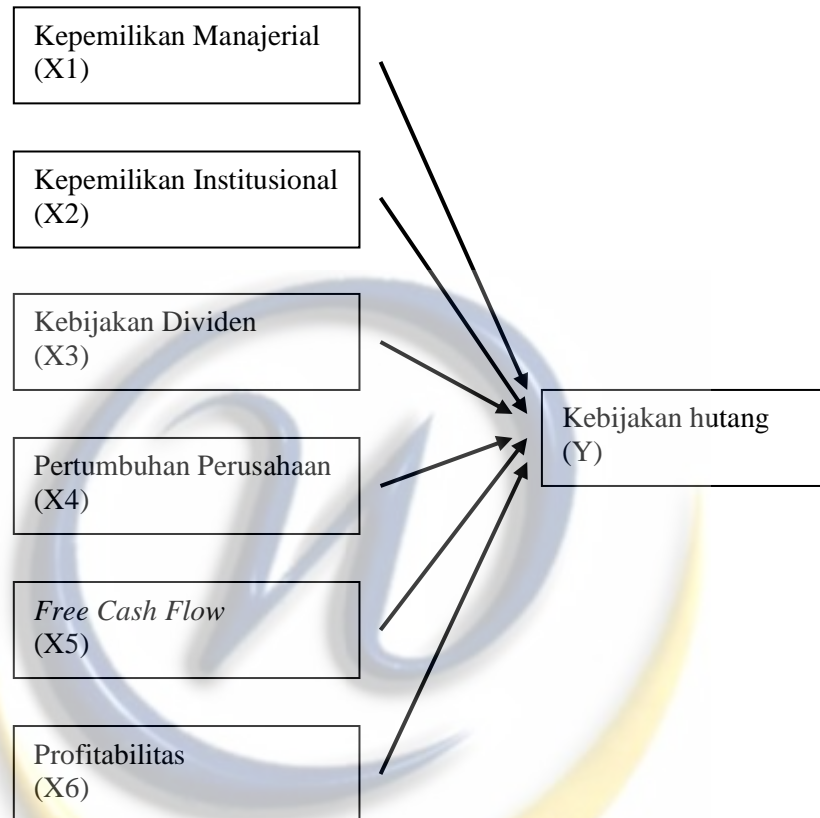 Kepemilikan Manajerial
(X1)
Kepemilikan Institusional
(X2)
Kebijakan Dividen
(X3)
Pertumbuhan Perusahaan
(X4)
Free Cash Flow
(X5)
Profitabilitas
(X6)
Kebijakan hutang
(Y)